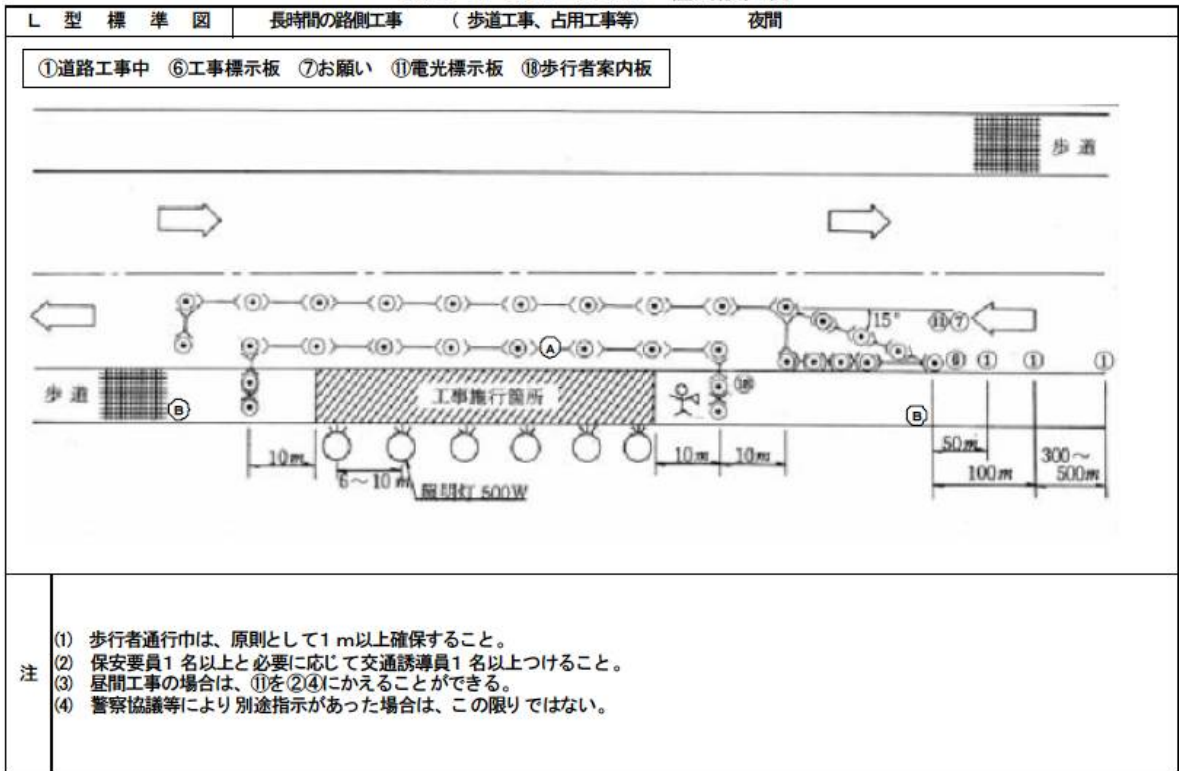 L 型 標 準 図 長時間の路側工事 ( 歩道工事、占用工事等) 夜間
①道路工事中 ⑥工事標示板 ⑦お願い ⑪電光標示板 ⑱歩行者案内板
歩道
15° ⑪⑦
Ⓐ ⑥ ① ① ①
歩道 Ⓑ 工事施行箇所 ⑱ Ⓑ
10m 6~10m 照明灯 500W 10m 10m 50m 100m 300~500m
注
(1) 歩行者通行巾は、原則として1 m以上確保すること。
(2) 保安要員1 名以上と必要に応じて交通誘導員1 名以上つけること。
(3) 昼間工事の場合は、⑪を②④にかえることができる。
(4) 警察協議等により別途指示があった場合は、この限りではない。